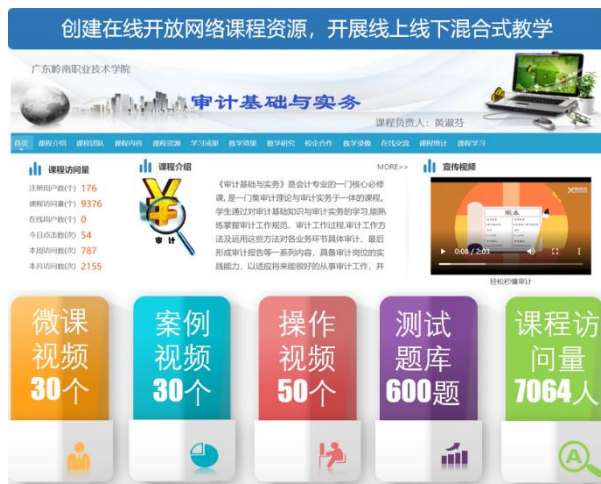 创建在线开放网络课程资源，开展线上线下混合式教学
广东岭南职业技术学院
审计基础与实务
课程负责人：黄淑芬
首页 课程介绍 课程团队 课程内容 课程资源 学习成果 教学效果 教学研究 校企合作 教学录像 在线交流 课程统计 课程学习
课程访问量
注册用户数(个) 176
课程访问量(个) 9376
在线用户数(个) 0
今日点击数(次) 54
本周访问数(次) 787
本月访问数(次) 2155
课程介绍
MORE>>
审 计
《审计基础与实务》是会计专业的一门核心必修
课, 是一门集审计理论与审计实务于一体的课程。
学生通过对审计基础知识与审计实务的学习,能熟
练掌握审计工作规范、审计工作过程,审计工作方
法及运用这些方法对各业务环节具体审计、最后
形成审计报告等一系列内容，具备审计岗位的实
践能力，以适应将来能很好的从事审计工作、并
宣传视频
账本
0:08 / 2:03
轻松秒懂审计
微课
视频
30个
案例
视频
30个
操作
视频
50个
测试
题库
600题
课程访
问量
7064人
A